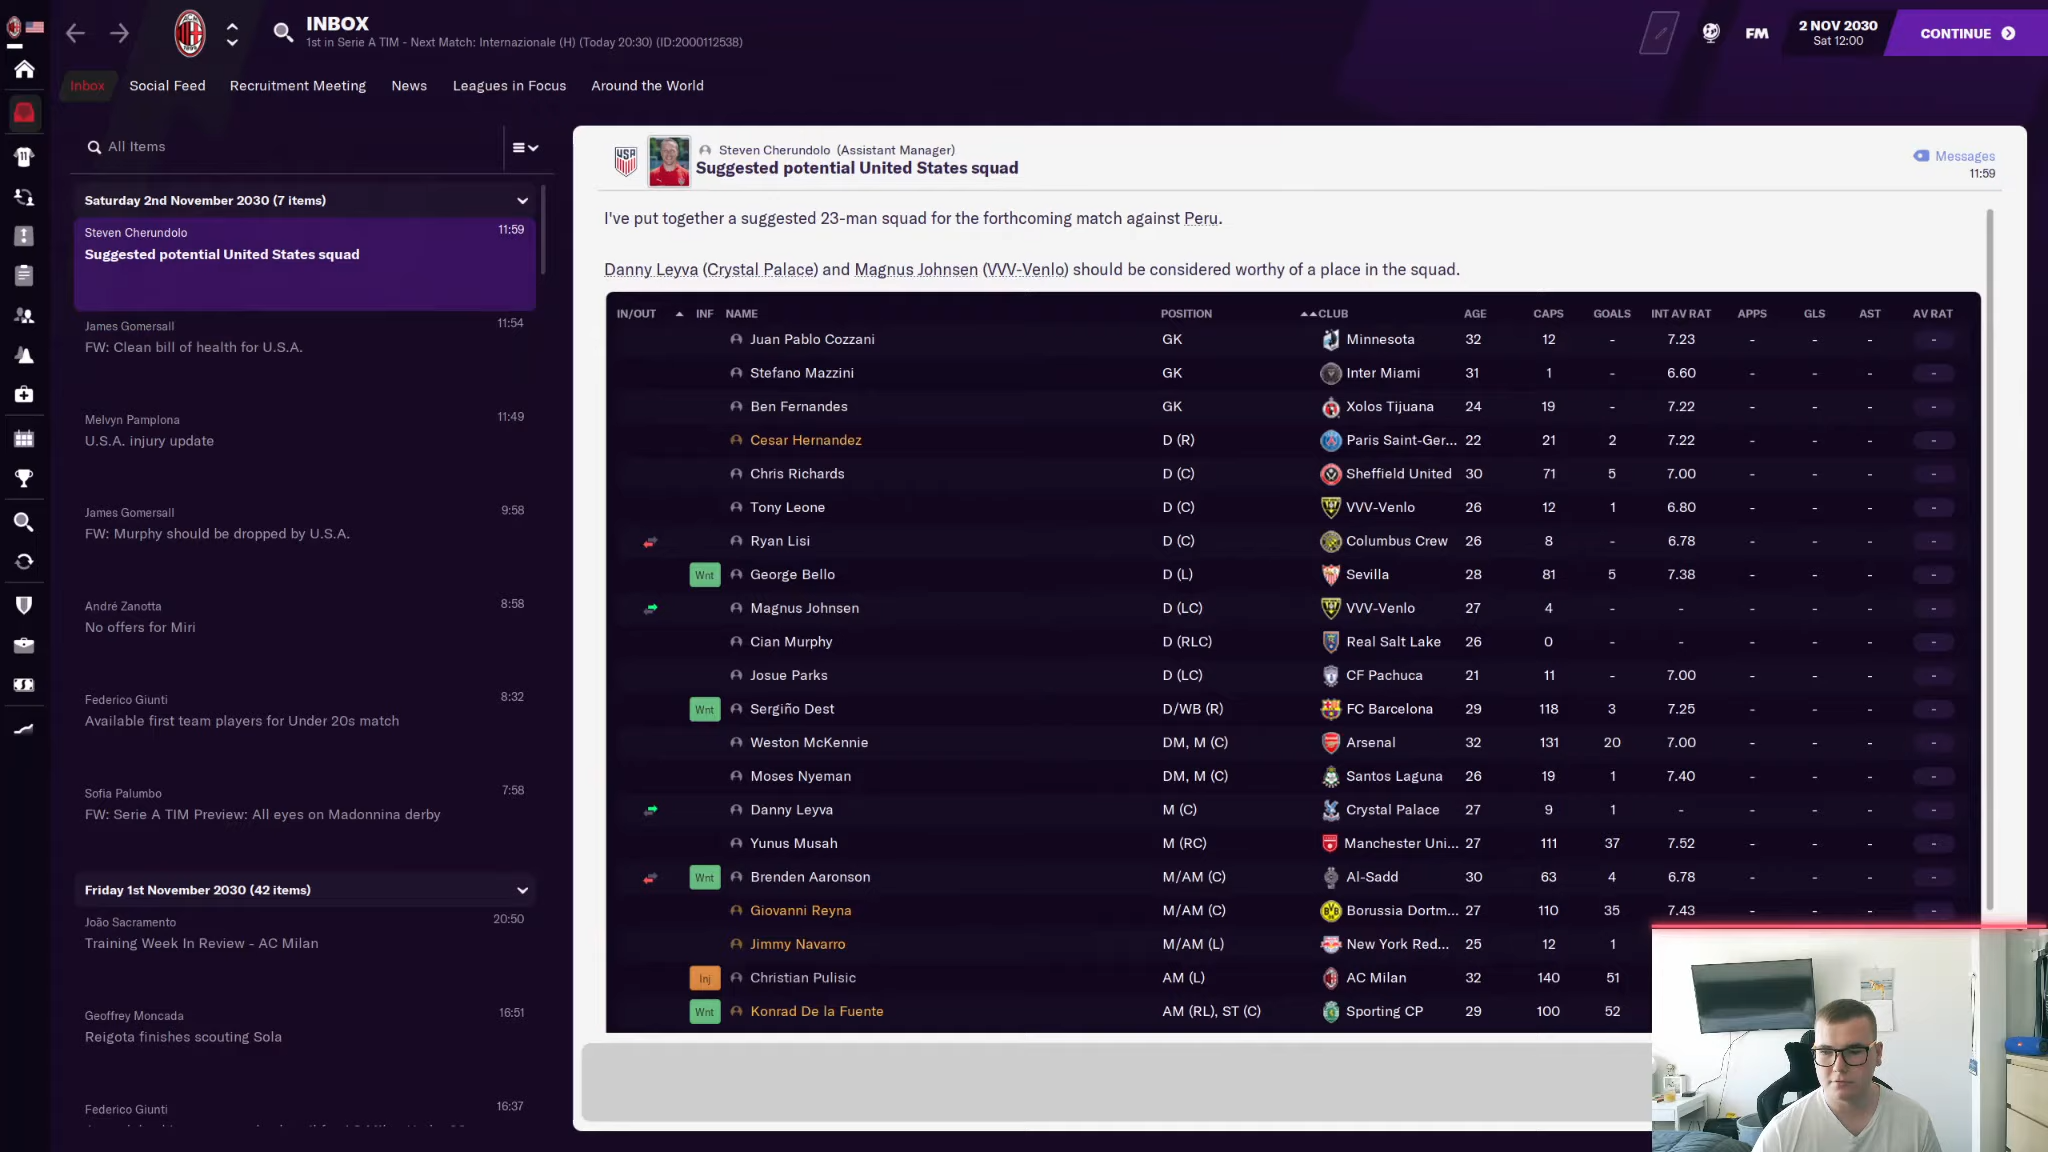 INBOX
1st in Serie A TIM - Next Match: Internazionale (H) (Today 20:30) (ID:2000112538)
FM
2 NOV 2030
Sat 12:00
CONTINUE
Inbox
Social Feed
Recruitment Meeting
News
Leagues in Focus
Around the World
All Items
Saturday 2nd November 2030 (7 items)
Steven Cherundolo 11:59
Suggested potential United States squad
James Gomersall 11:54
FW: Clean bill of health for U.S.A.
Melvyn Pamplona 11:49
U.S.A. injury update
James Gomersall 9:58
FW: Murphy should be dropped by U.S.A.
André Zanotta 8:58
No offers for Miri
Federico Giunti 8:32
Available first team players for Under 20s match
Sofia Palumbo 7:58
FW: Serie A TIM Preview: All eyes on Madonnina derby
Friday 1st November 2030 (42 items)
João Sacramento 20:50
Training Week In Review - AC Milan
Geoffrey Moncada 16:51
Reigota finishes scouting Sola
Federico Giunti 16:37
Steven Cherundolo (Assistant Manager)
Suggested potential United States squad
Messages
11:59
I've put together a suggested 23-man squad for the forthcoming match against Peru.
Danny Leyva (Crystal Palace) and Magnus Johnsen (VVV-Venlo) should be considered worthy of a place in the squad.
IN/OUT INF NAME POSITION CLUB AGE CAPS GOALS INT AV RAT APPS GLS AST AV RAT
Juan Pablo Cozzani GK Minnesota 32 12 - 7.23 - - - -
Stefano Mazzini GK Inter Miami 31 1 - 6.60 - - - -
Ben Fernandes GK Xolos Tijuana 24 19 - 7.22 - - - -
Cesar Hernandez D (R) Paris Saint-Ger... 22 21 2 7.22 - - - -
Chris Richards D (C) Sheffield United 30 71 5 7.00 - - - -
Tony Leone D (C) VVV-Venlo 26 12 1 6.80 - - - -
Ryan Lisi D (C) Columbus Crew 26 8 - 6.78 - - - -
Wnt George Bello D (L) Sevilla 28 81 5 7.38 - - - -
Magnus Johnsen D (LC) VVV-Venlo 27 4 - - - - - -
Cian Murphy D (RLC) Real Salt Lake 26 0 - - - - - -
Josue Parks D (LC) CF Pachuca 21 11 - 7.00 - - - -
Wnt Sergiño Dest D/WB (R) FC Barcelona 29 118 3 7.25 - - - -
Weston McKennie DM, M (C) Arsenal 32 131 20 7.00 - - - -
Moses Nyeman DM, M (C) Santos Laguna 26 19 1 7.40 - - - -
Danny Leyva M (C) Crystal Palace 27 9 1 - - - - -
Yunus Musah M (RC) Manchester Uni... 27 111 37 7.52 - - - -
Wnt Brenden Aaronson M/AM (C) Al-Sadd 30 63 4 6.78 - - - -
Giovanni Reyna M/AM (C) Borussia Dortm... 27 110 35 7.43 - - - -
Jimmy Navarro M/AM (L) New York Red... 25 12 1
Inj Christian Pulisic AM (L) AC Milan 32 140 51
Wnt Konrad De la Fuente AM (RL), ST (C) Sporting CP 29 100 52